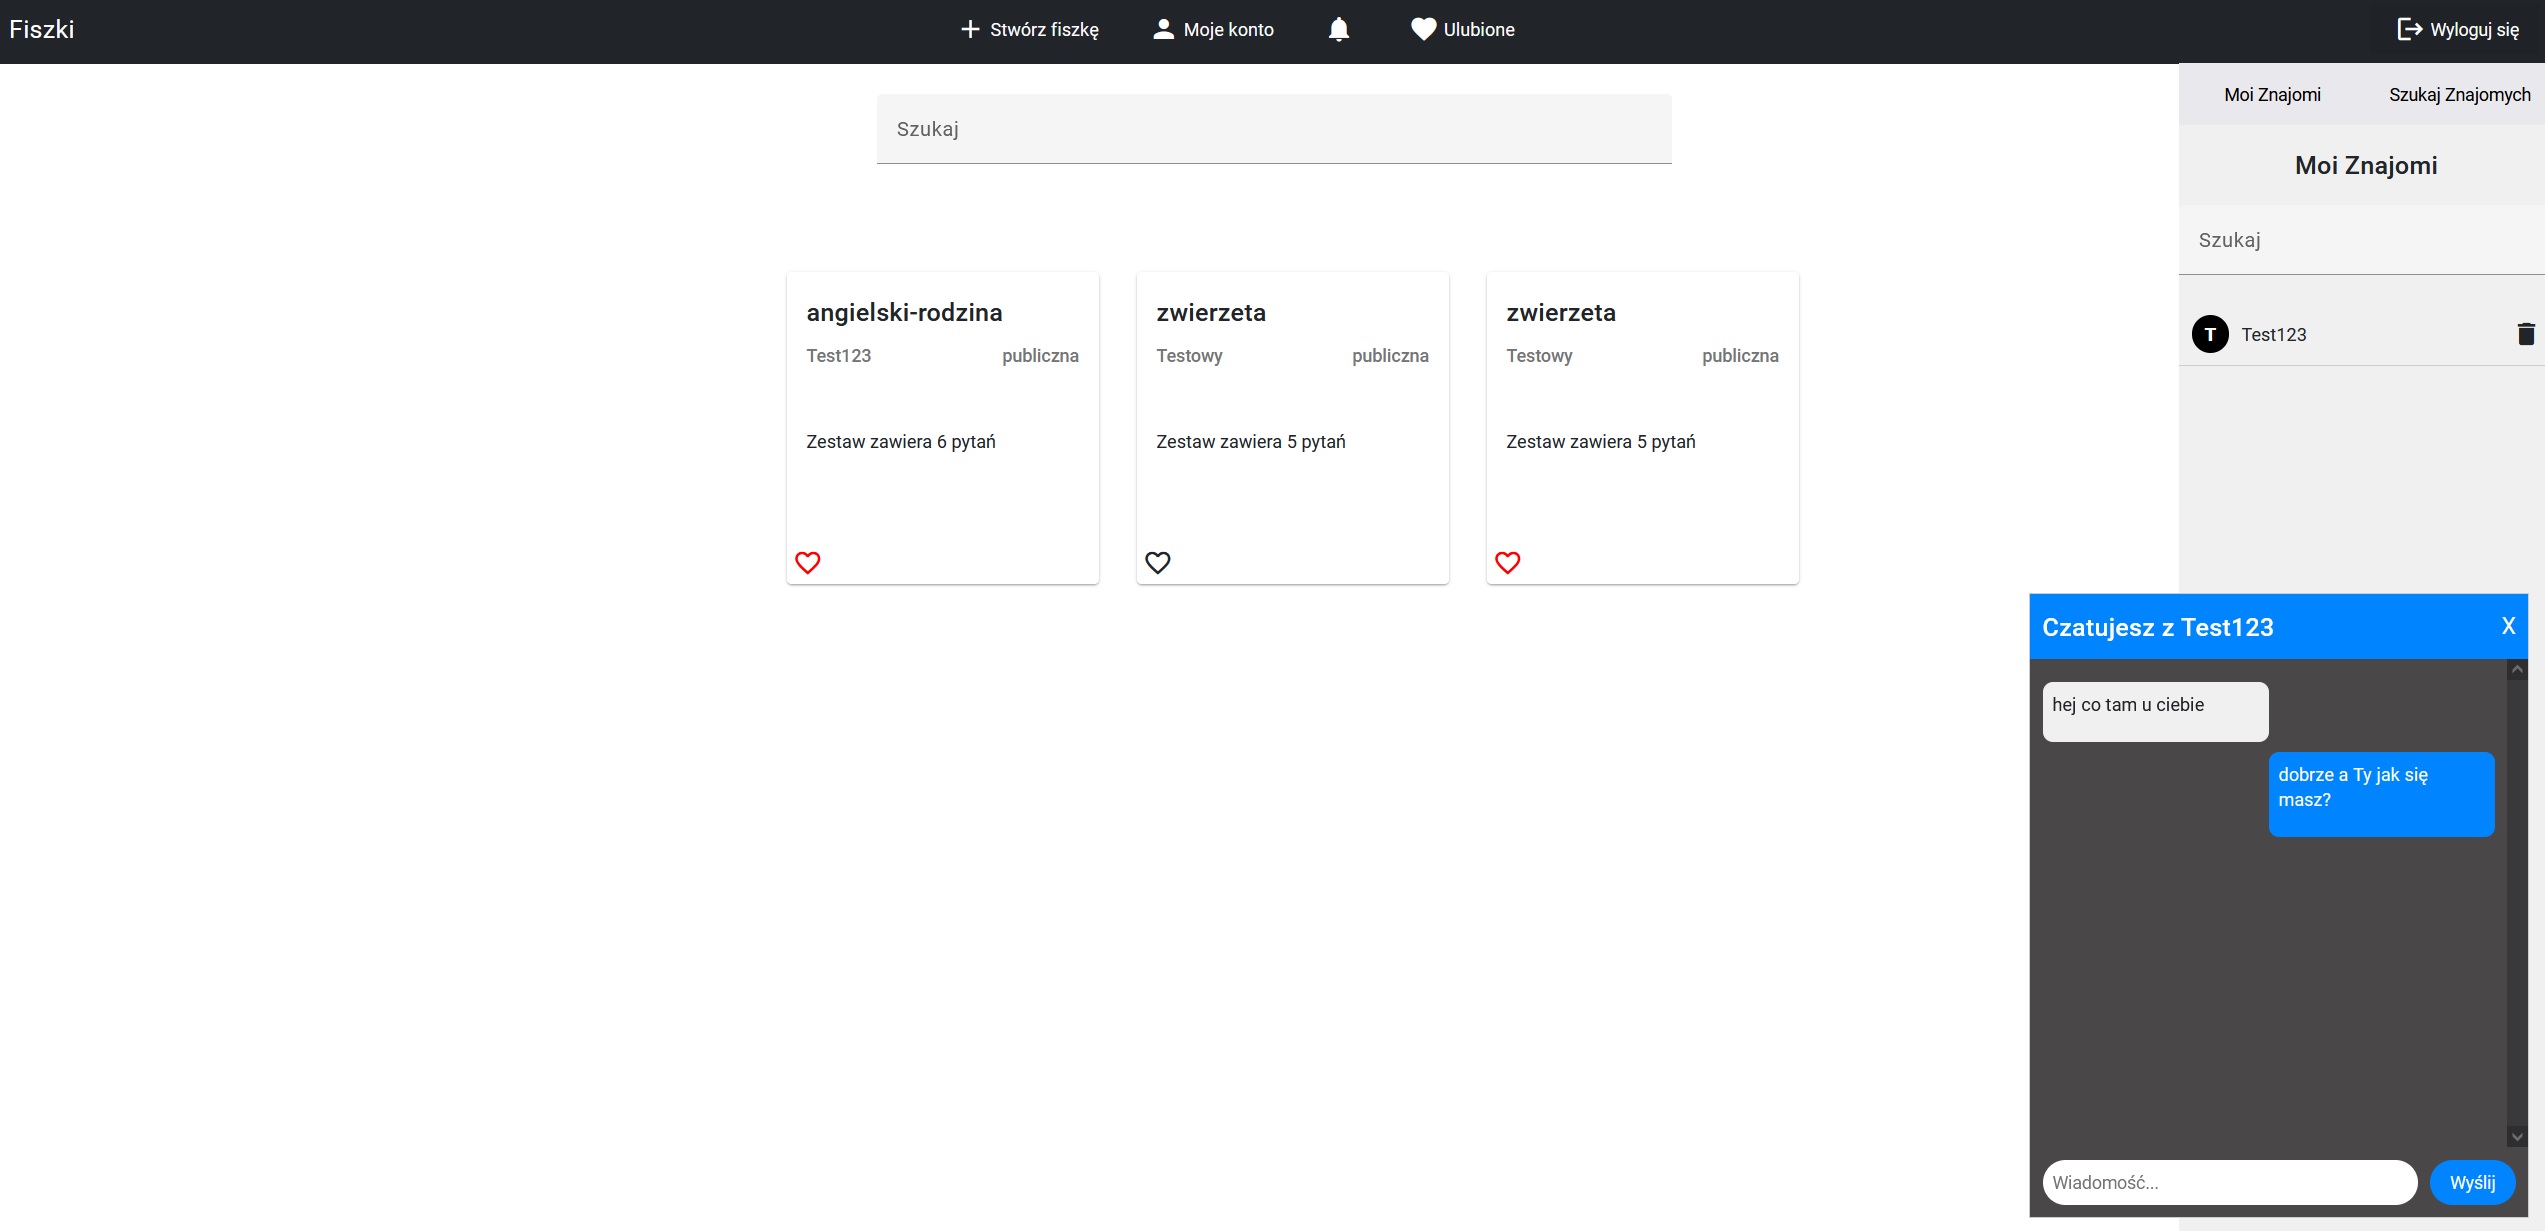 Fiszki
Stwórz fiszkę
Moje konto
Ulubione
Wyloguj się
Szukaj
angielski-rodzina
Test123 publiczna
Zestaw zawiera 6 pytań
zwierzeta
Testowy publiczna
Zestaw zawiera 5 pytań
zwierzeta
Testowy publiczna
Zestaw zawiera 5 pytań
Moi Znajomi
Szukaj Znajomych
Moi Znajomi
Szukaj
T Test123
Czatujesz z Test123 X
hej co tam u ciebie
dobrze a Ty jak się
masz?
Wiadomość...
Wyślij